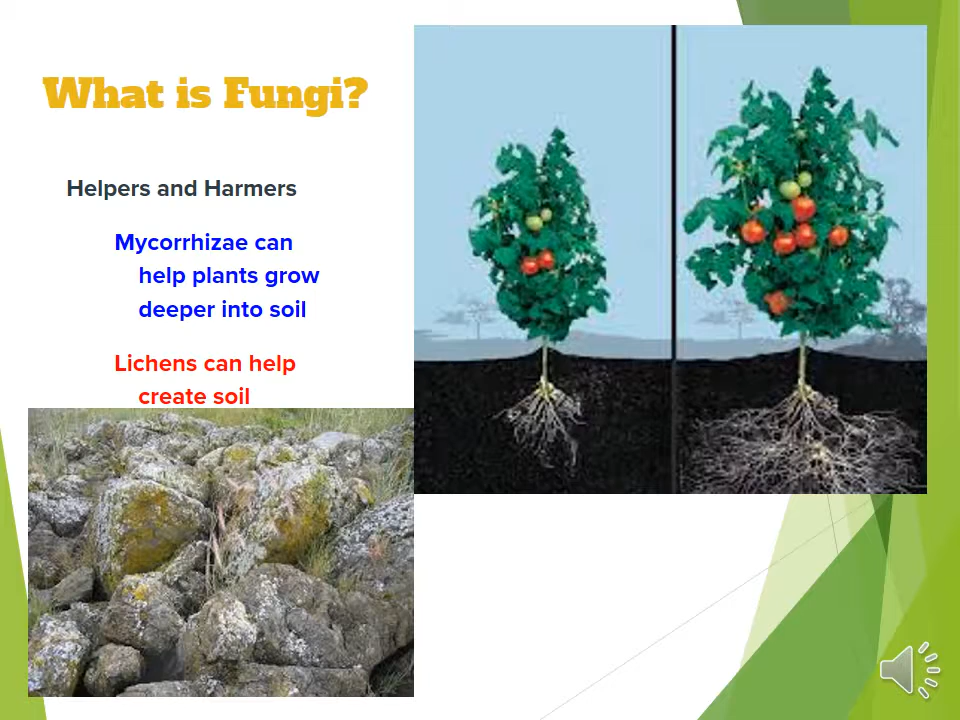 What is Fungi?
Helpers and Harmers
Mycorrhizae can
help plants grow
deeper into soil
Lichens can help
create soil